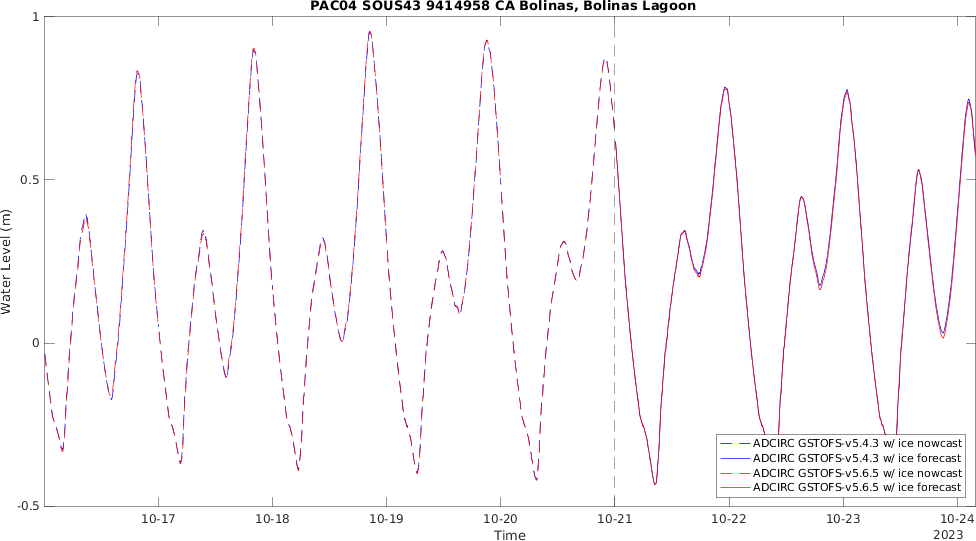 PAC04 SOUS43 9414958 CA Bolinas, Bolinas Lagoon
1
0.5
0
-0.5
Water Level (m)
10-17 10-18 10-19 10-20 10-21 10-22 10-23 10-24
2023
Time
ADCIRC GSTOFS-v5.4.3 w/ ice nowcast
ADCIRC GSTOFS-v5.4.3 w/ ice forecast
ADCIRC GSTOFS-v5.6.5 w/ ice nowcast
ADCIRC GSTOFS-v5.6.5 w/ ice forecast